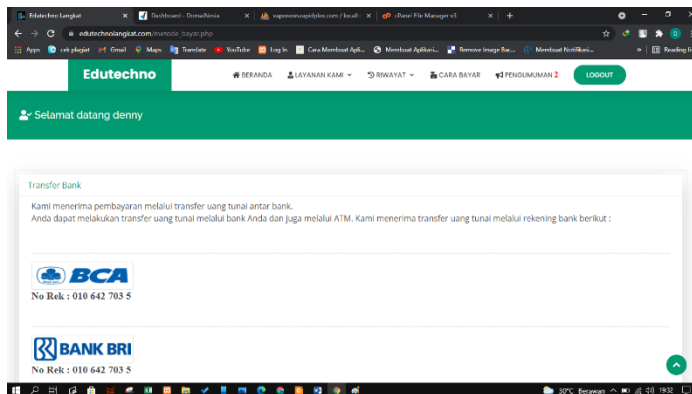 Edutechno Langkat
Dashboard - DomaiNesia
vaporeonrapidplex.com / localh
cPanel File Manager v3
edutechnolangkat.com/metode_bayar.php
Apps
cek plagiat
Gmail
Maps
Translate
YouTube
Log In
Cara Membuat Apli...
Membuat Aplikasi...
Remove Image Bac...
Membuat Notifikasi...
Reading li
Edutechno
BERANDA
LAYANAN KAMI
RIWAYAT
CARA BAYAR
PENGUMUMAN 2
LOGOUT
Selamat datang denny
Transfer Bank
Kami menerima pembayaran melalui transfer uang tunai antar bank.
Anda dapat melakukan transfer uang tunai melalui bank Anda dan juga melalui ATM. Kami menerima transfer uang tunai melalui rekening bank berikut :
BCA
No Rek : 010 642 703 5
BANK BRI
No Rek : 010 642 703 5
30°C Berawan
1932